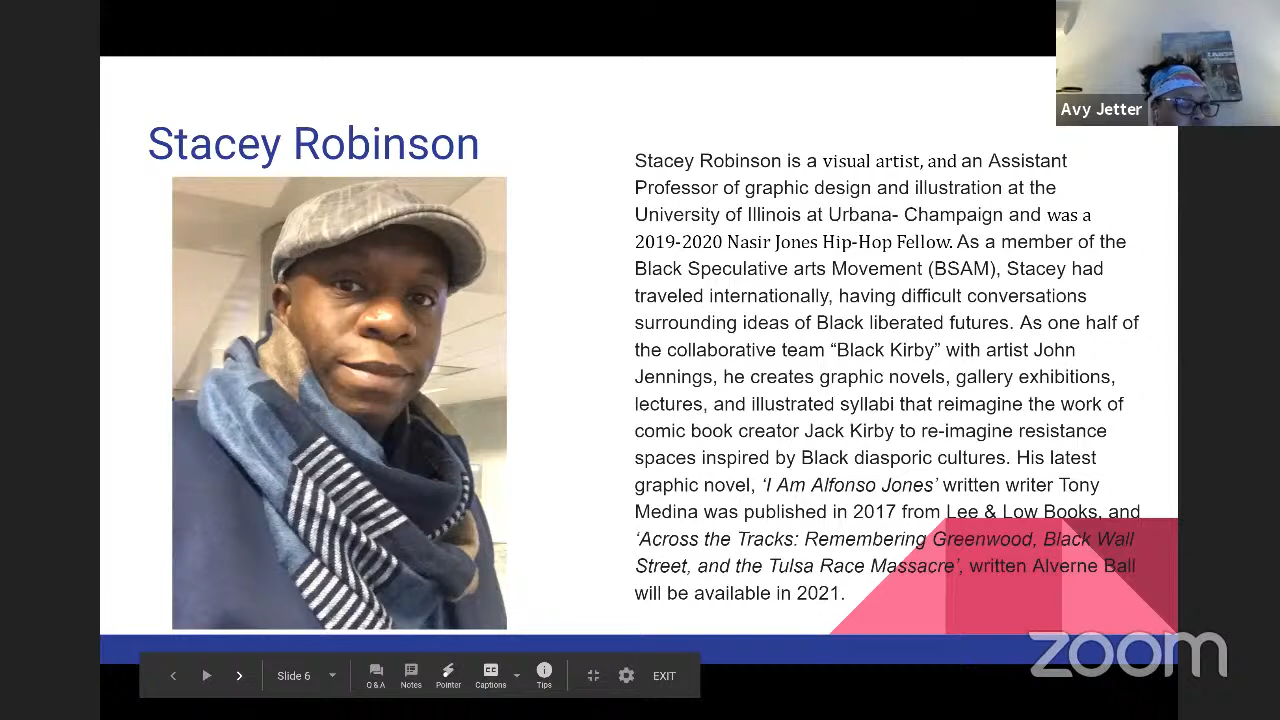 Avy Jetter
Stacey Robinson
Stacey Robinson is a visual artist, and an Assistant
Professor of graphic design and illustration at the
University of Illinois at Urbana- Champaign and was a
2019-2020 Nasir Jones Hip-Hop Fellow. As a member of the
Black Speculative arts Movement (BSAM), Stacey had
traveled internationally, having difficult conversations
surrounding ideas of Black liberated futures. As one half of
the collaborative team “Black Kirby” with artist John
Jennings, he creates graphic novels, gallery exhibitions,
lectures, and illustrated syllabi that reimagine the work of
comic book creator Jack Kirby to re-imagine resistance
spaces inspired by Black diasporic cultures. His latest
graphic novel, ‘I Am Alfonso Jones’ written writer Tony
Medina was published in 2017 from Lee & Low Books, and
‘Across the Tracks: Remembering Greenwood, Black Wall
Street, and the Tulsa Race Massacre’, written Alverne Ball
will be available in 2021.
zoom
Slide 6
Q & A
Notes
Pointer
Captions
Tips
EXIT